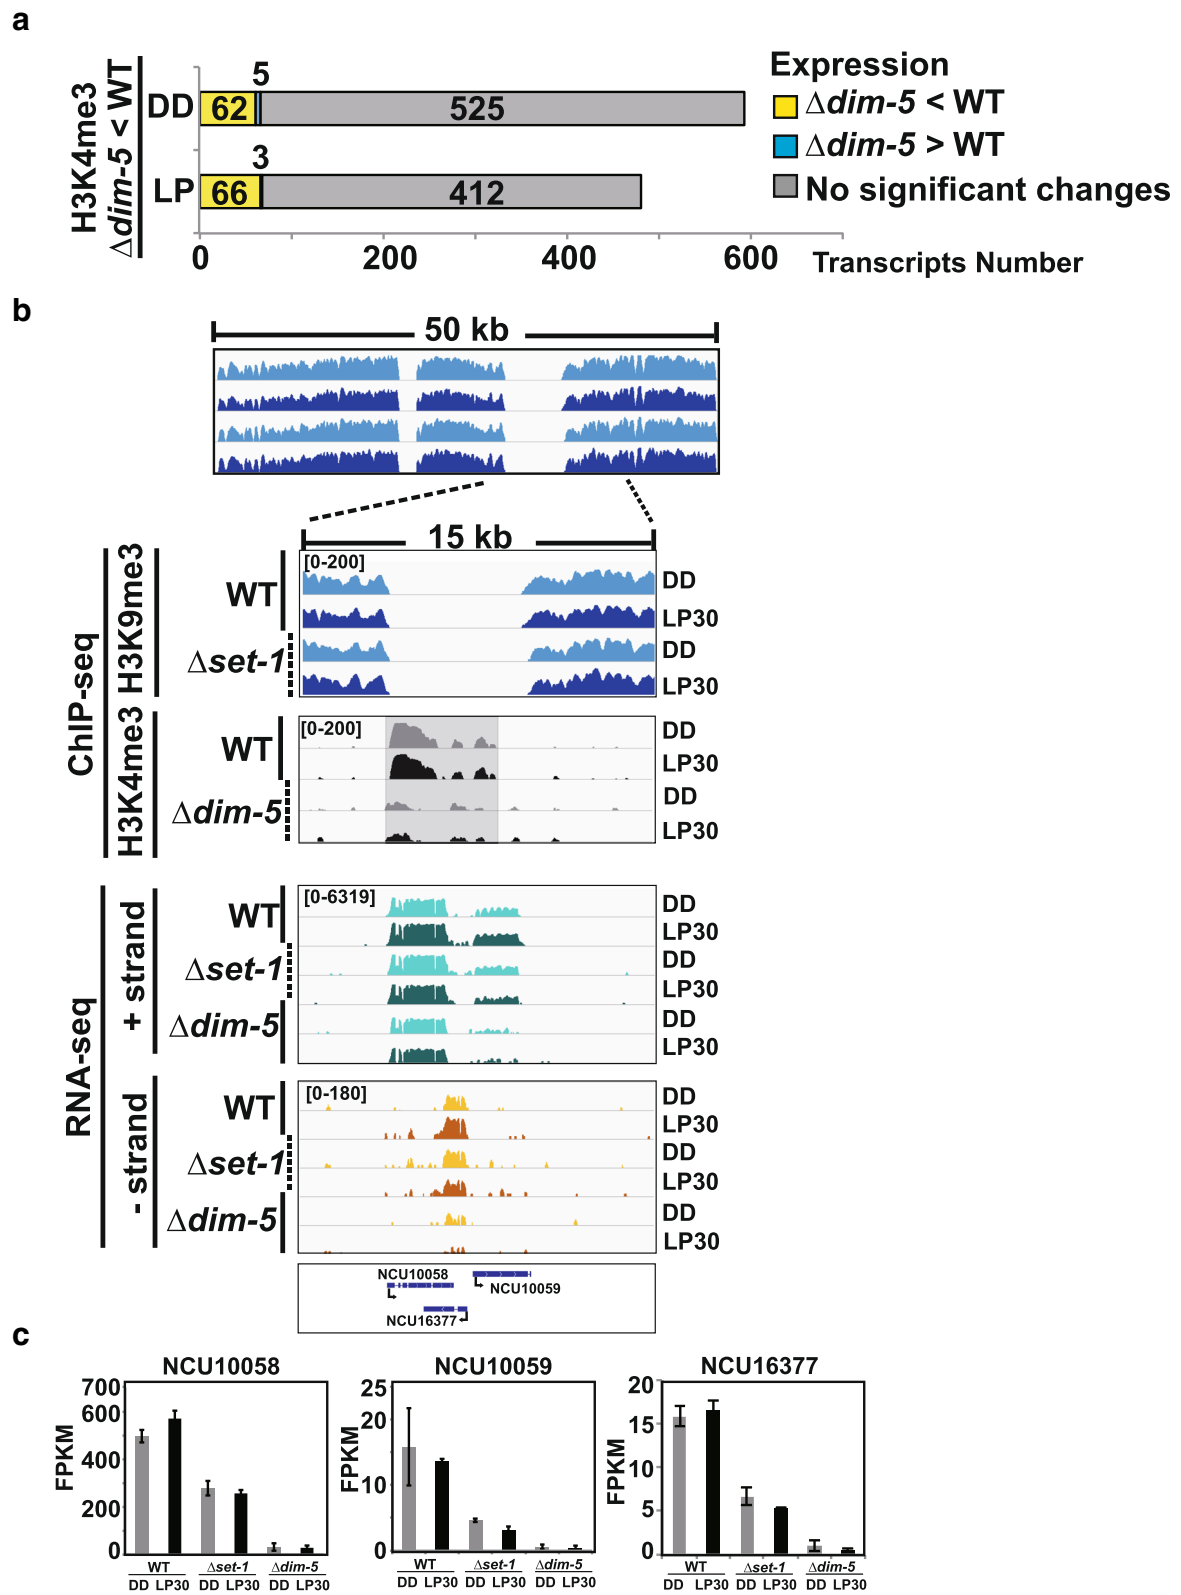 a
H3K4me3
Δdim-5 < WT
DD
62
5
525
LP
66
3
412
0
200
400
600
Transcripts Number
Expression
Δdim-5 < WT
Δdim-5 > WT
No significant changes
b
50 kb
15 kb
ChIP-seq
H3K9me3
[0-200]
WT
DD
LP30
Δset-1
DD
LP30
H3K4me3
[0-200]
WT
DD
LP30
Δdim-5
DD
LP30
RNA-seq
+ strand
[0-6319]
WT
DD
LP30
Δset-1
DD
LP30
Δdim-5
DD
LP30
- strand
[0-180]
WT
DD
LP30
Δset-1
DD
LP30
Δdim-5
DD
LP30
NCU10058
NCU10059
NCU16377
c
NCU10058
FPKM
700
600
400
200
0
WT
Δset-1
Δdim-5
DD LP30
DD LP30
DD LP30
NCU10059
FPKM
25
20
10
0
WT
Δset-1
Δdim-5
DD LP30
DD LP30
DD LP30
NCU16377
FPKM
20
15
10
5
0
WT
Δset-1
Δdim-5
DD LP30
DD LP30
DD LP30